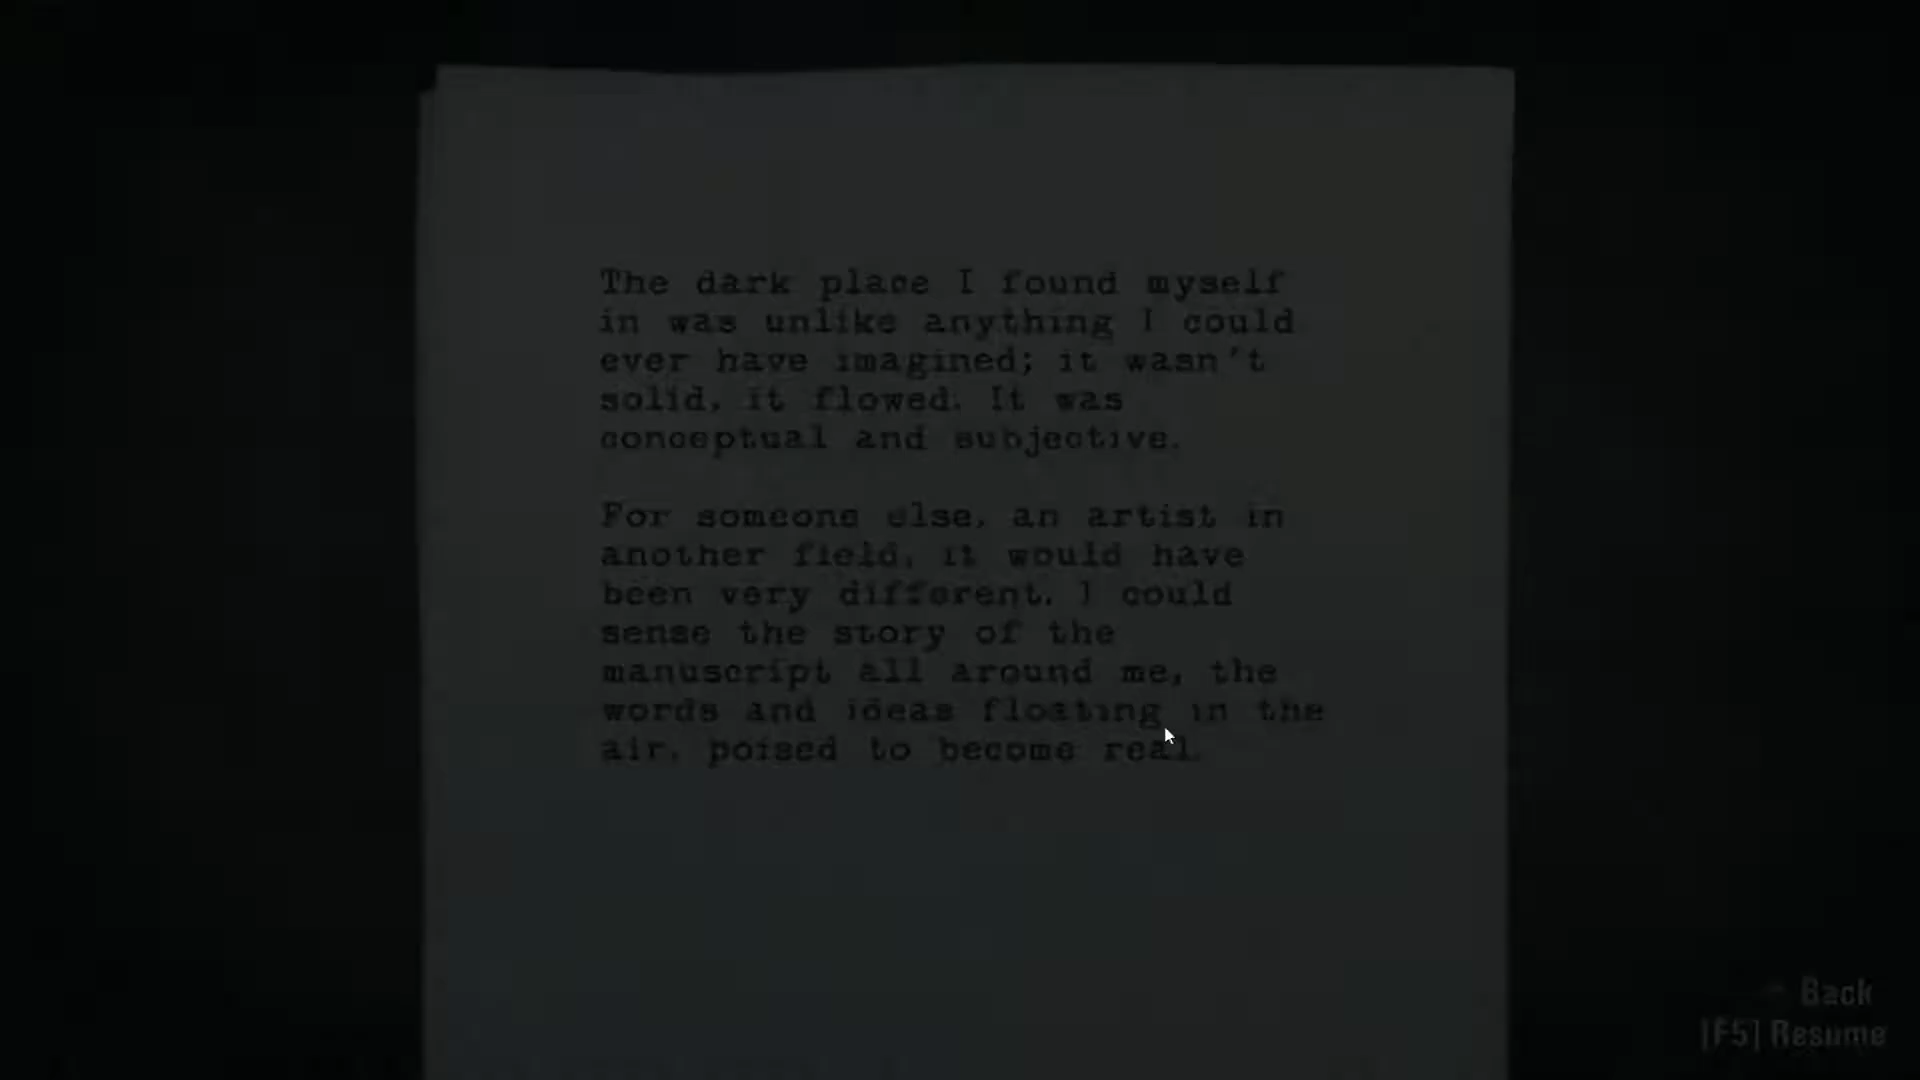 The dark place I found myself
in was unlike anything I could
ever have imagined; it wasn't
solid, it flowed. It was
conceptual and subjective.
For someone else, an artist in
another field, it would have
been very different. I could
sense the story of the
manuscript all around me, the
words and ideas floating in the
air, poised to become real.
Back
[F5] Resume